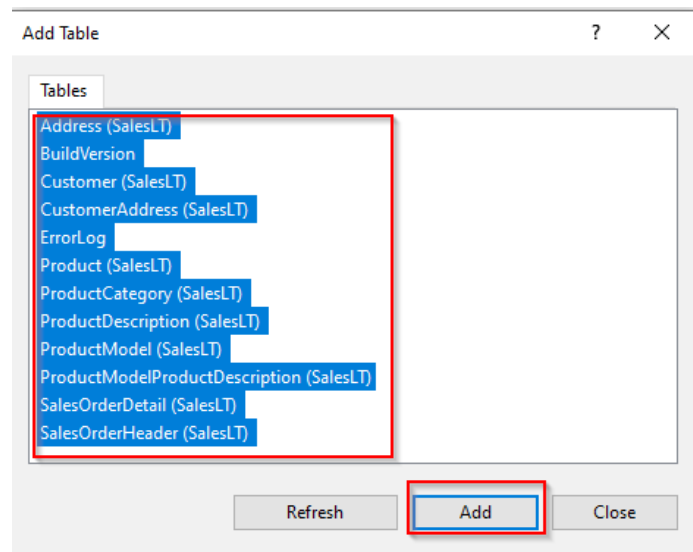 Add Table ?
Tables
Address (SalesLT)
BuildVersion
Customer (SalesLT)
CustomerAddress (SalesLT)
ErrorLog
Product (SalesLT)
ProductCategory (SalesLT)
ProductDescription (SalesLT)
ProductModel (SalesLT)
ProductModelProductDescription (SalesLT)
SalesOrderDetail (SalesLT)
SalesOrderHeader (SalesLT)
Refresh Add Close